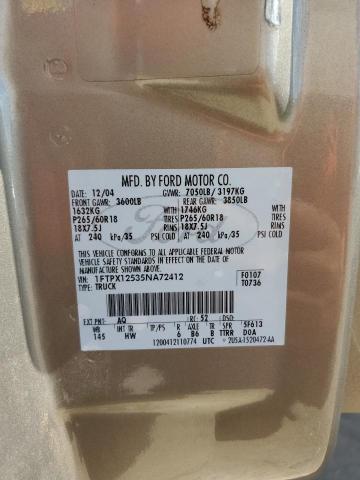 MFD. BY FORD MOTOR CO.
DATE: 12/04 GVWR: 7050LB/ 3197KG
FRONT GAWR: 3600LB REAR GAWR: 3850LB
1632KG WITH 1746KG WITH
P265/60R18 TIRES P265/60R18 TIRES
18X7.5J RIMS 18X7.5J RIMS
AT 240 kPa/35 PSI COLD AT 240 kPa/35 PSI COLD
THIS VEHICLE CONFORMS TO ALL APPLICABLE FEDERAL MOTOR
VEHICLE SAFETY STANDARDS IN EFFECT ON THE DATE OF
MANUFACTURE SHOWN ABOVE.
VIN: 1FTPX12535NA72412
TYPE: TRUCK
F0107
T0736
EXT PNT: AQ RC: 52 DSO:
WB INT TR TP/PS R AXLE TR SPR 5F613
145 HW 6 B6 B TTRR D0A
1200412110774 UTC
Ford